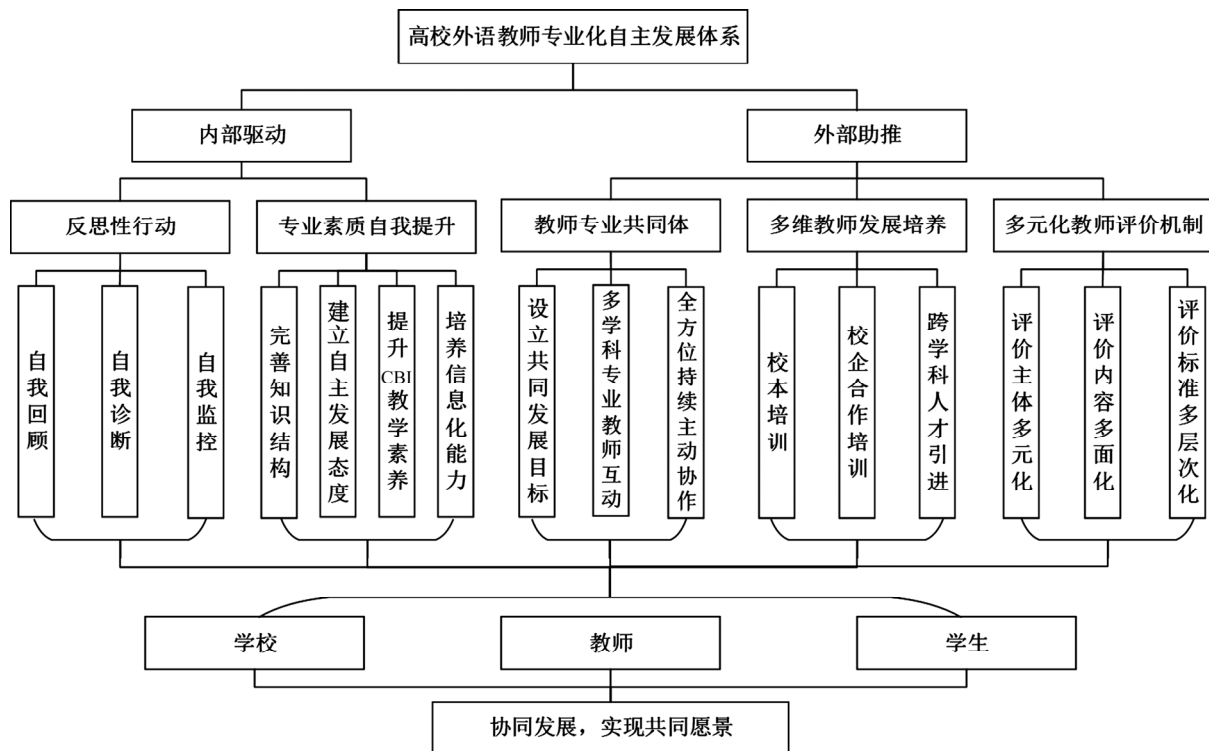 高校外语教师专业化自主发展体系
内部驱动
外部助推
反思性行动
专业素质自我提升
教师专业共同体
多维教师发展培养
多元化教师评价机制
自我回顾
自我诊断
自我监控
完善知识结构
建立自主发展态度
提升CBI教学素养
培养信息化能力
设立共同发展目标
多学科专业教师互动
全方位持续主动协作
校本培训
校企合作培训
跨学科人才引进
评价主体多元化
评价内容多面化
评价标准多层次化
学校
教师
学生
协同发展，实现共同愿景